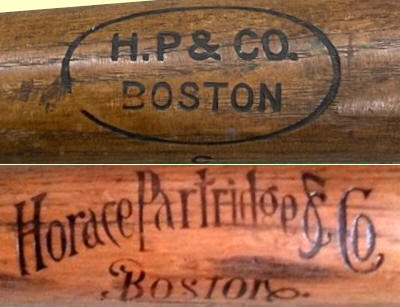 H.P & CO.
BOSTON
Horace Partridge & Co.
Boston.